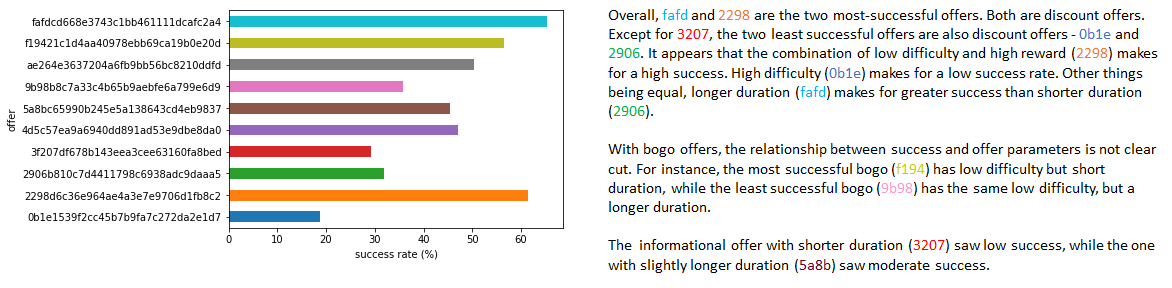 fafdcd668e3743c1bb461111dcafc2a4
f19421c1d4aa40978ebb69ca19b0e20d
ae264e3637204a6fb9bb56bc8210ddfd
9b98b8c7a33c4b65b9aebfe6a799e6d9
5a8bc65990b245e5a138643cd4eb9837
4d5c57ea9a6940dd891ad53e9dbe8da0
3f207df678b143eea3cee63160fa8bed
2906b810c7d4411798c6938adc9daaa5
2298d6c36e964ae4a3e7e9706d1fb8c2
0b1e1539f2cc45b7b9fa7c272da2e1d7
offer
0 10 20 30 40 50 60
success rate (%)
Overall, fafd and 2298 are the two most-successful offers. Both are discount offers.
Except for 3207, the two least successful offers are also discount offers - 0b1e and
2906. It appears that the combination of low difficulty and high reward (2298) makes
for a high success. High difficulty (0b1e) makes for a low success rate. Other things
being equal, longer duration (fafd) makes for greater success than shorter duration
(2906).
With bogo offers, the relationship between success and offer parameters is not clear
cut. For instance, the most successful bogo (f194) has low difficulty but short
duration, while the least successful bogo (9b98) has the same low difficulty, but a
longer duration.
The informational offer with shorter duration (3207) saw low success, while the one
with slightly longer duration (5a8b) saw moderate success.